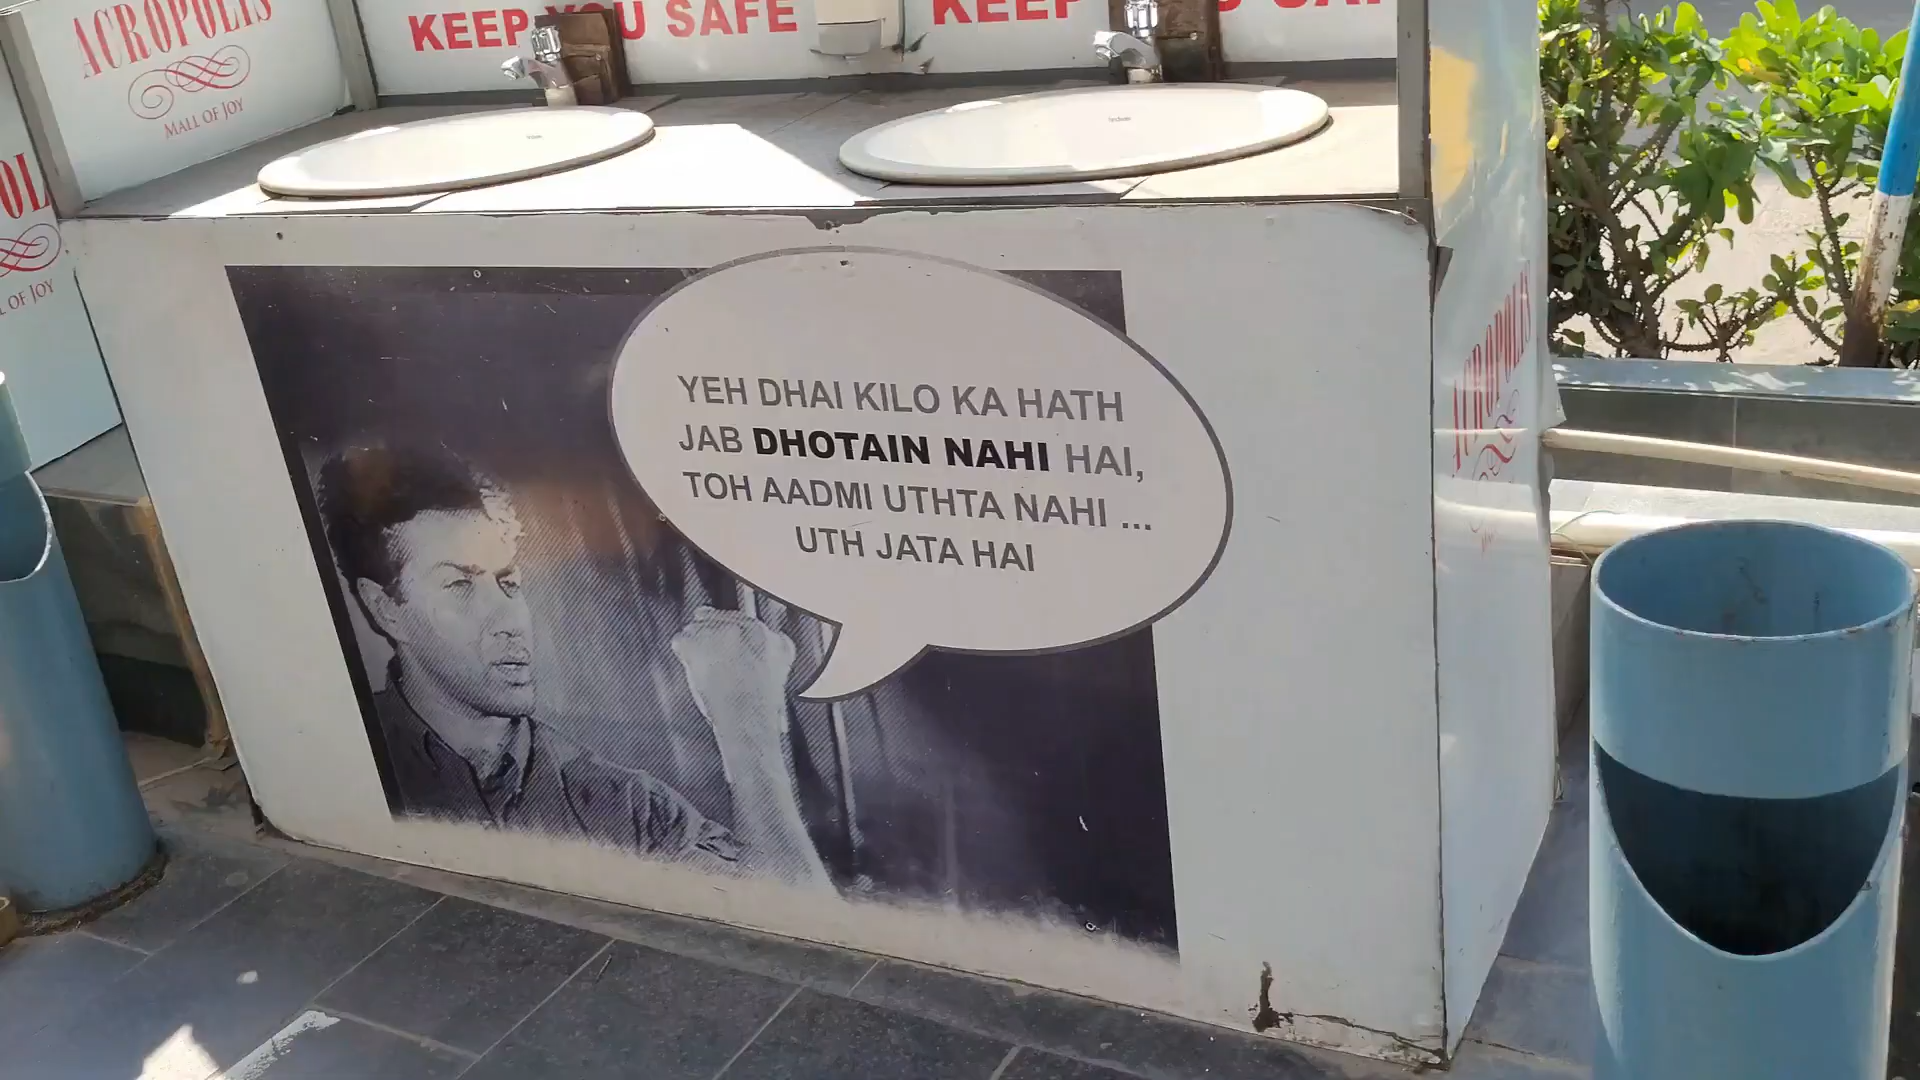 ACROPOLIS
MALL OF JOY
KEEP YOU SAFE
KEEP
YEH DHAI KILO KA HATH
JAB DHOTAIN NAHI HAI,
TOH AADMI UTHTA NAHI ...
UTH JATA HAI
OF JOY
ACROPOLIS